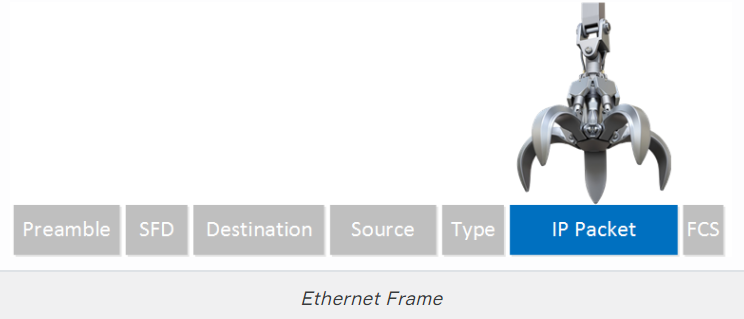 Preamble SFD Destination Source Type IP Packet FCS
Ethernet Frame